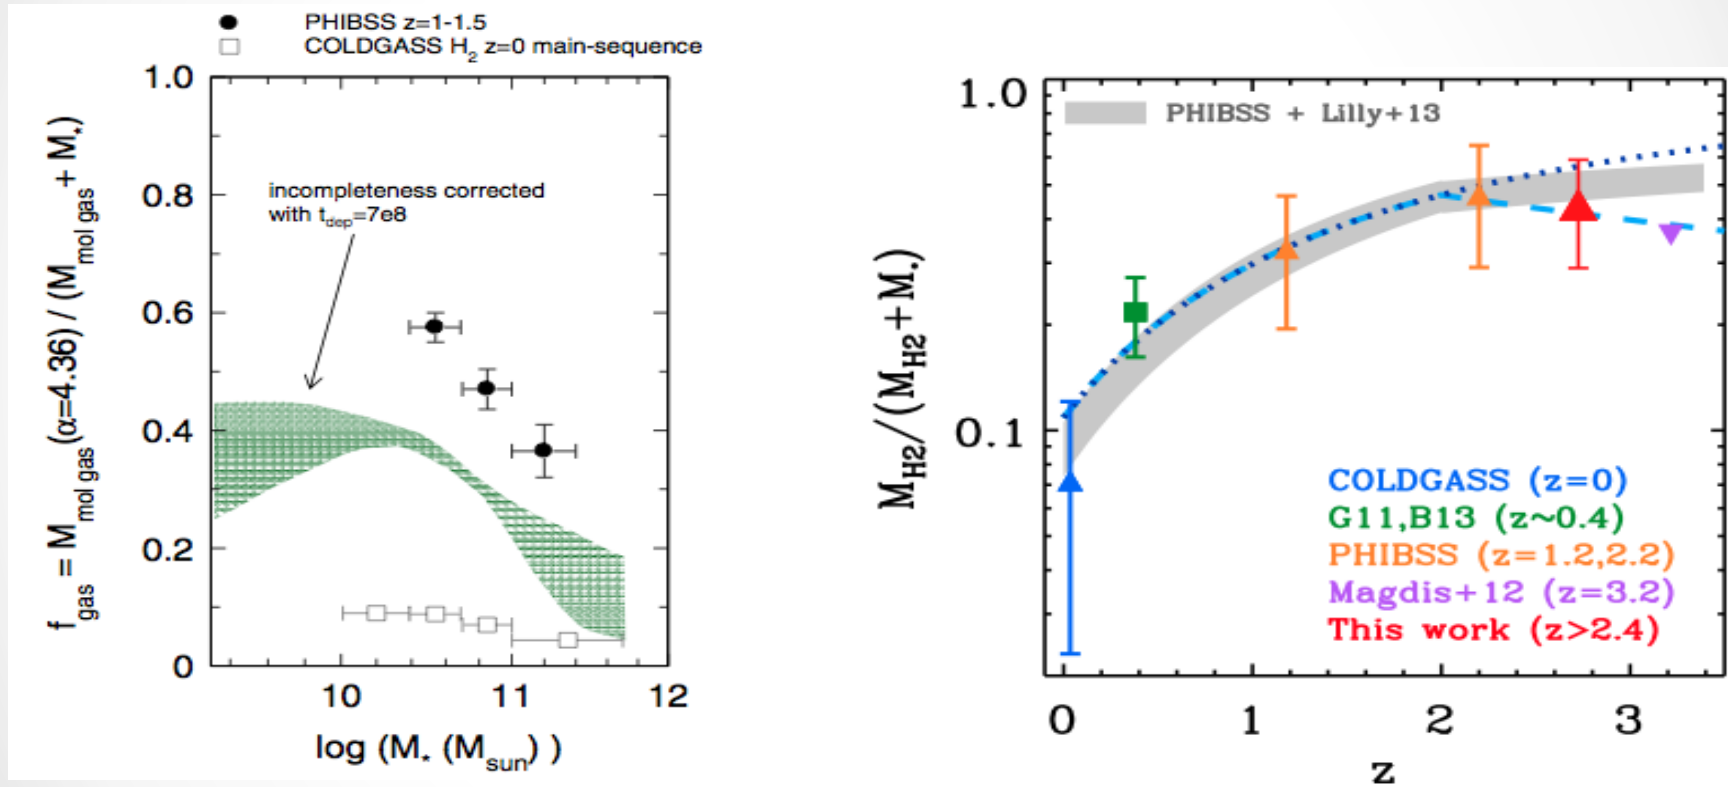 PHIBSS z=1-1.5
COLDGASS H2 z=0 main-sequence
1.0
0.8
0.6
0.4
0.2
0
incompleteness corrected
with tdep=7e8
fgas = Mmol gas(α=4.36) / (Mmol gas + M*)
10 11 12
log (M* (Msun) )
1.0
0.1
PHIBSS + Lilly+13
MH2/(MH2+M*)
COLDGASS (z=0)
G11,B13 (z~0.4)
PHIBSS (z=1.2,2.2)
Magdis+12 (z=3.2)
This work (z>2.4)
0 1 2 3
z